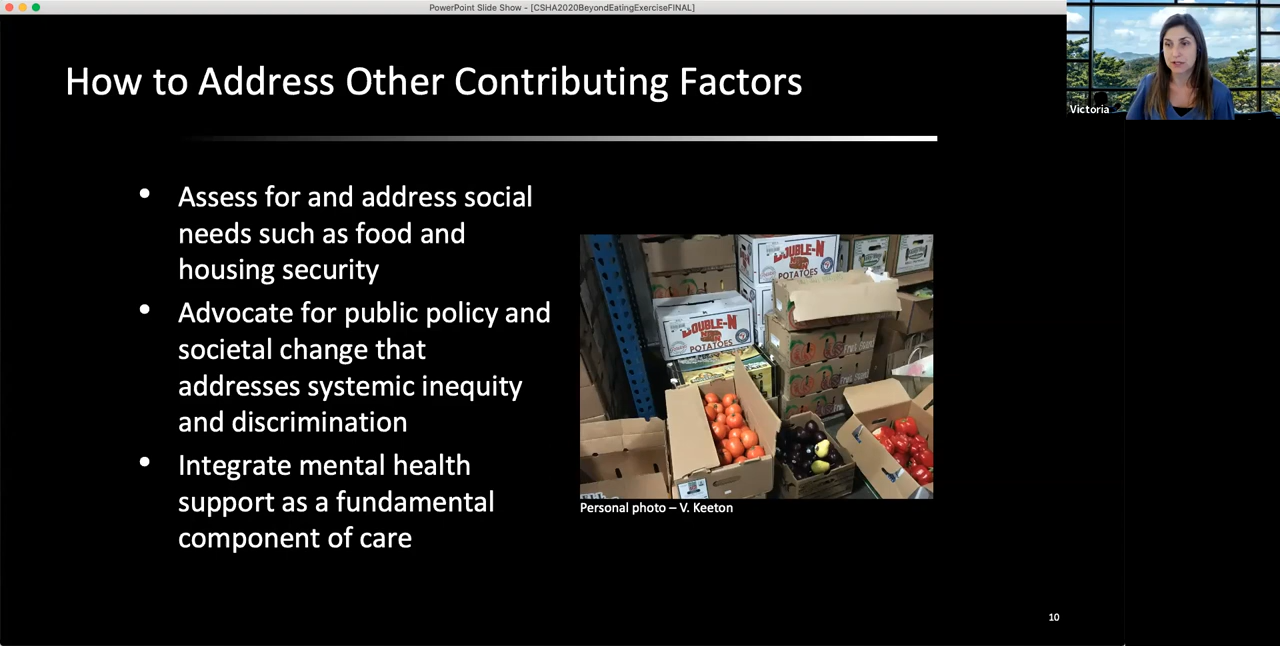 PowerPoint Slide Show - [CSHA2020BeyondEatingExerciseFINAL]
Victoria
How to Address Other Contributing Factors
• Assess for and address social
needs such as food and
housing security
• Advocate for public policy and
societal change that
addresses systemic inequity
and discrimination
• Integrate mental health
support as a fundamental
component of care
DOUBLE-N
POTATOES
DOUBLE-N
POTATOES
Personal photo – V. Keeton
10